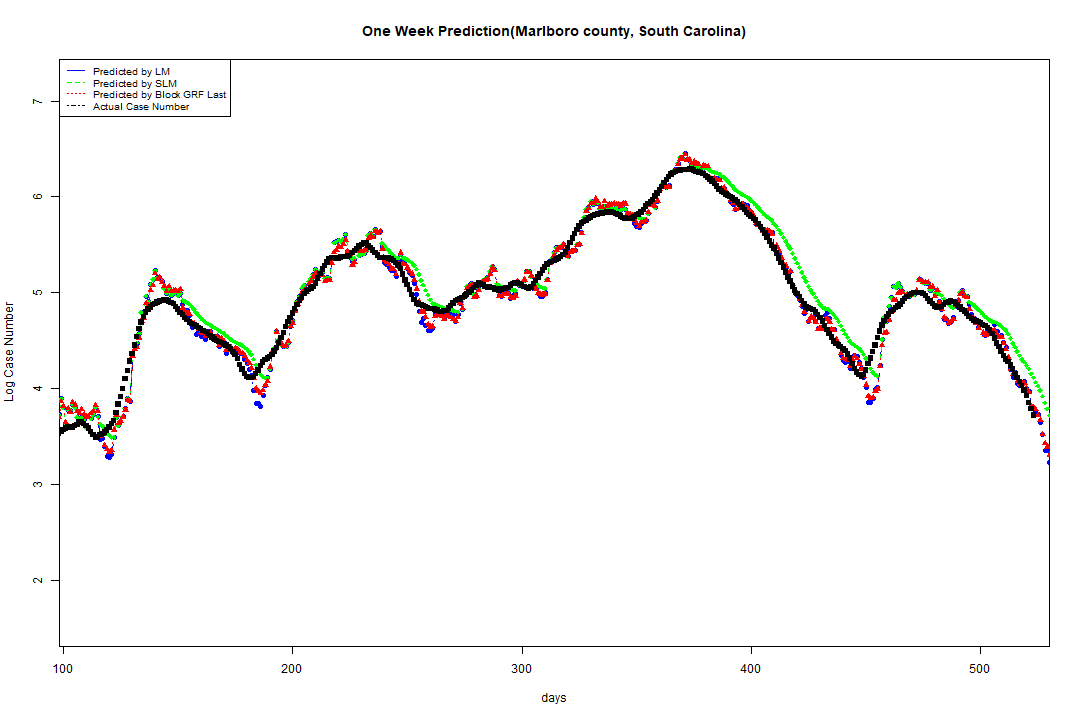 One Week Prediction(Marlboro county, South Carolina)
Predicted by LM
Predicted by SLM
Predicted by Block GRF Last
Actual Case Number
7
6
5
4
3
2
Log Case Number
100 200 300 400 500
days